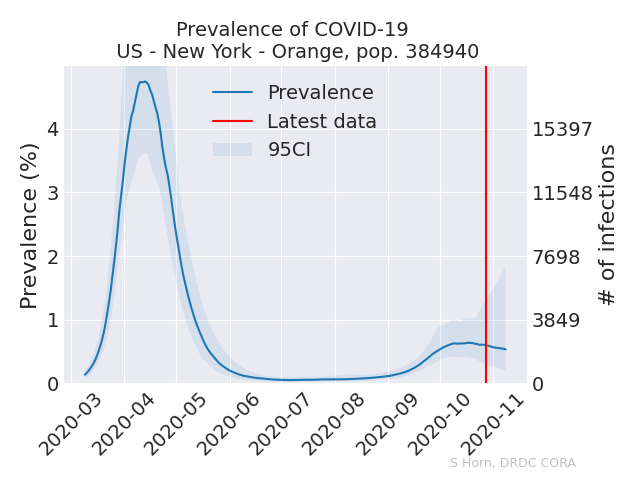 Prevalence of COVID-19
US - New York - Orange, pop. 384940
Prevalence
Latest data
95CI
Prevalence (%)
4
3
2
1
0
15397
11548
7698
3849
0
# of infections
2020-03
2020-04
2020-05
2020-06
2020-07
2020-08
2020-09
2020-10
2020-11
S Horn, DRDC CORA